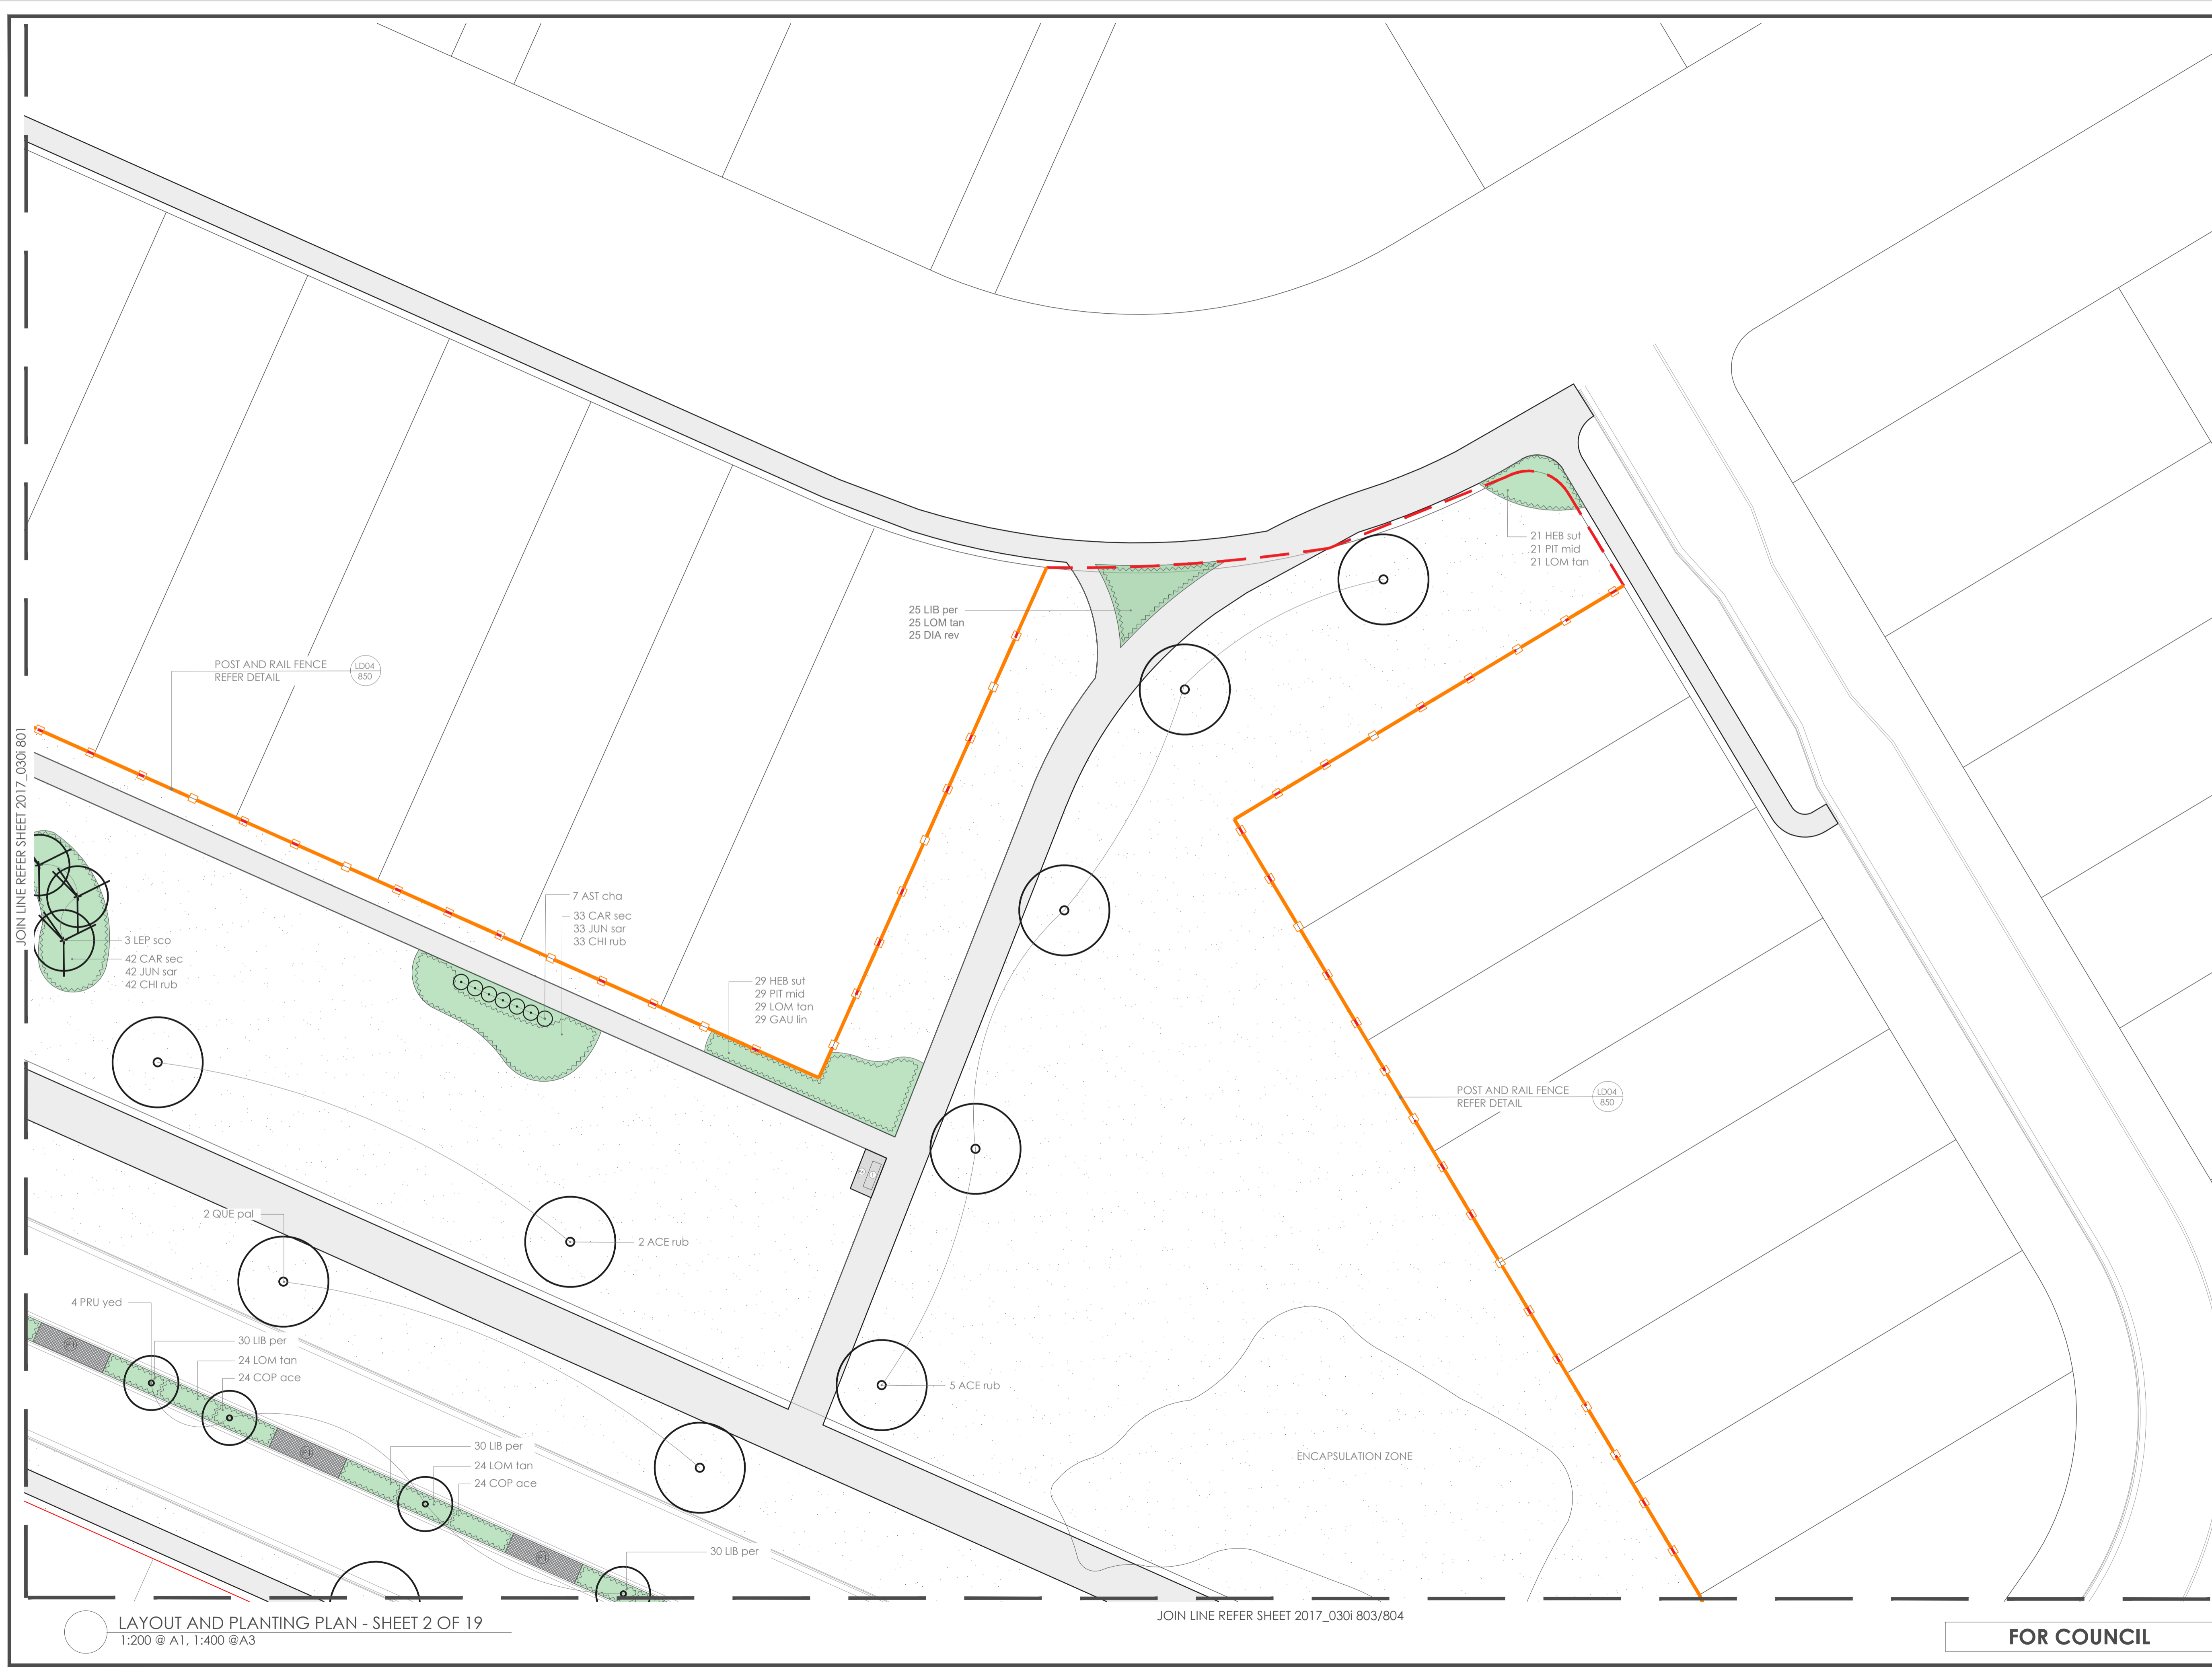 21 HEB sut
21 PIT mid
21 LOM tan
25 LIB per
25 LOM tan
25 DIA rev
POST AND RAIL FENCE
REFER DETAIL
LD04
850
JOIN LINE REFER SHEET 2017_030i 801
7 AST cha
33 CAR sec
33 JUN sar
33 CHI rub
3 LEP sco
42 CAR sec
42 JUN sar
42 CHI rub
29 HEB sut
29 PIT mid
29 LOM tan
29 GAU lin
POST AND RAIL FENCE
REFER DETAIL
LD04
850
2 QUE pal
2 ACE rub
4 PRU yed
P1
30 LIB per
24 LOM tan
24 COP ace
5 ACE rub
P1
30 LIB per
24 LOM tan
24 COP ace
ENCAPSULATION ZONE
P1
30 LIB per
LAYOUT AND PLANTING PLAN - SHEET 2 OF 19
1:200 @ A1, 1:400 @A3
JOIN LINE REFER SHEET 2017_030i 803/804
FOR COUNCIL